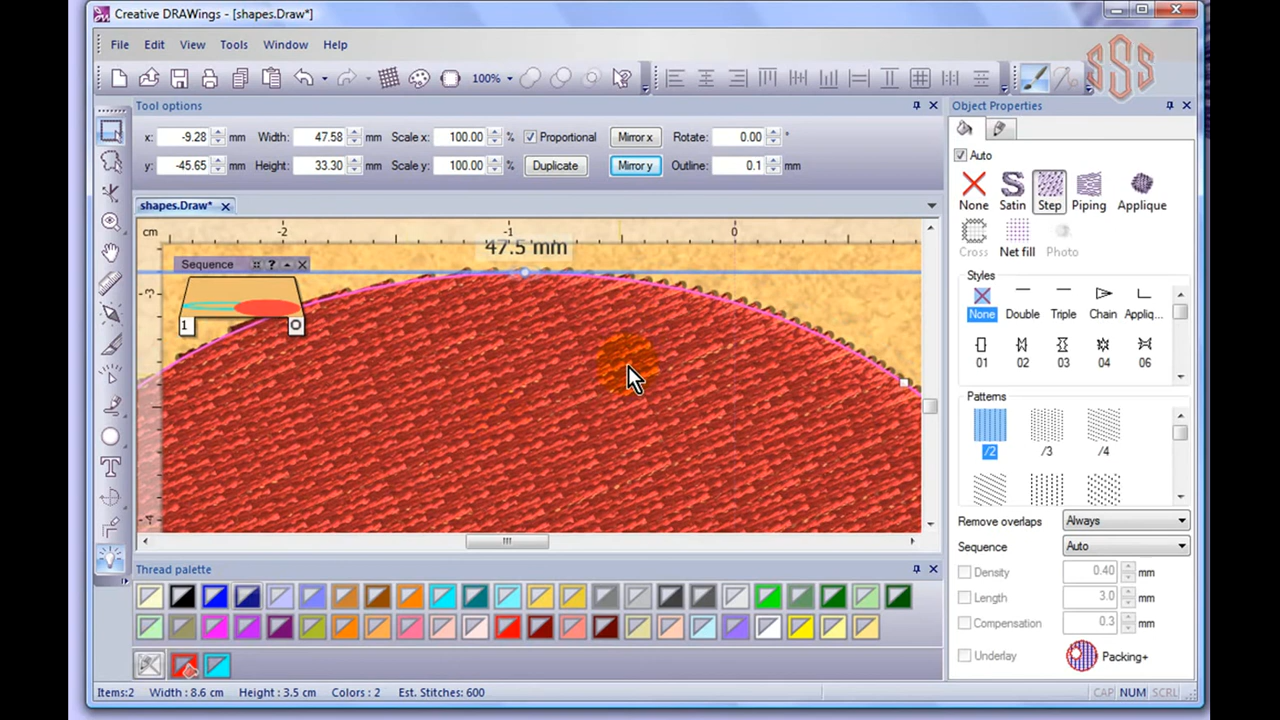 Creative DRAWings - [shapes.Draw*]
File Edit View Tools Window Help
100%
SSS
Tool options
x: -9.28 mm Width: 47.58 mm Scale x: 100.00 % Proportional Mirror x Rotate: 0.00 °
y: -45.65 mm Height: 33.30 mm Scale y: 100.00 % Duplicate Mirror y Outline: 0.1 mm
shapes.Draw*
cm -2 -1 0
47.5 mm
Sequence ?
1
-3
-4
Object Properties
Auto
None Satin Step Piping Applique
Cross Net fill Photo
Styles
None Double Triple Chain Appliq...
01 02 03 04 06
Patterns
/2 /3 /4
Remove overlaps Always
Sequence Auto
Density 0.40 mm
Length 3.0 mm
Compensation 0.3 mm
Underlay Packing+
Thread palette
Items:2 Width : 8.6 cm Height : 3.5 cm Colors : 2 Est. Stitches: 600 CAP NUM SCRL